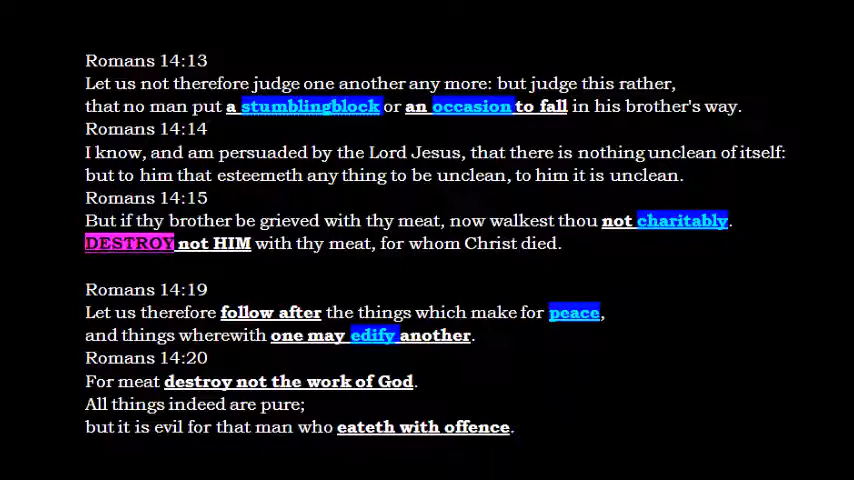 Romans 14:13
Let us not therefore judge one another any more: but judge this rather,
that no man put a stumblingblock or an occasion to fall in his brother's way.
Romans 14:14
I know, and am persuaded by the Lord Jesus, that there is nothing unclean of itself:
but to him that esteemeth any thing to be unclean, to him it is unclean.
Romans 14:15
But if thy brother be grieved with thy meat, now walkest thou not charitably.
DESTROY not HIM with thy meat, for whom Christ died.
Romans 14:19
Let us therefore follow after the things which make for peace,
and things wherewith one may edify another.
Romans 14:20
For meat destroy not the work of God.
All things indeed are pure;
but it is evil for that man who eateth with offence.